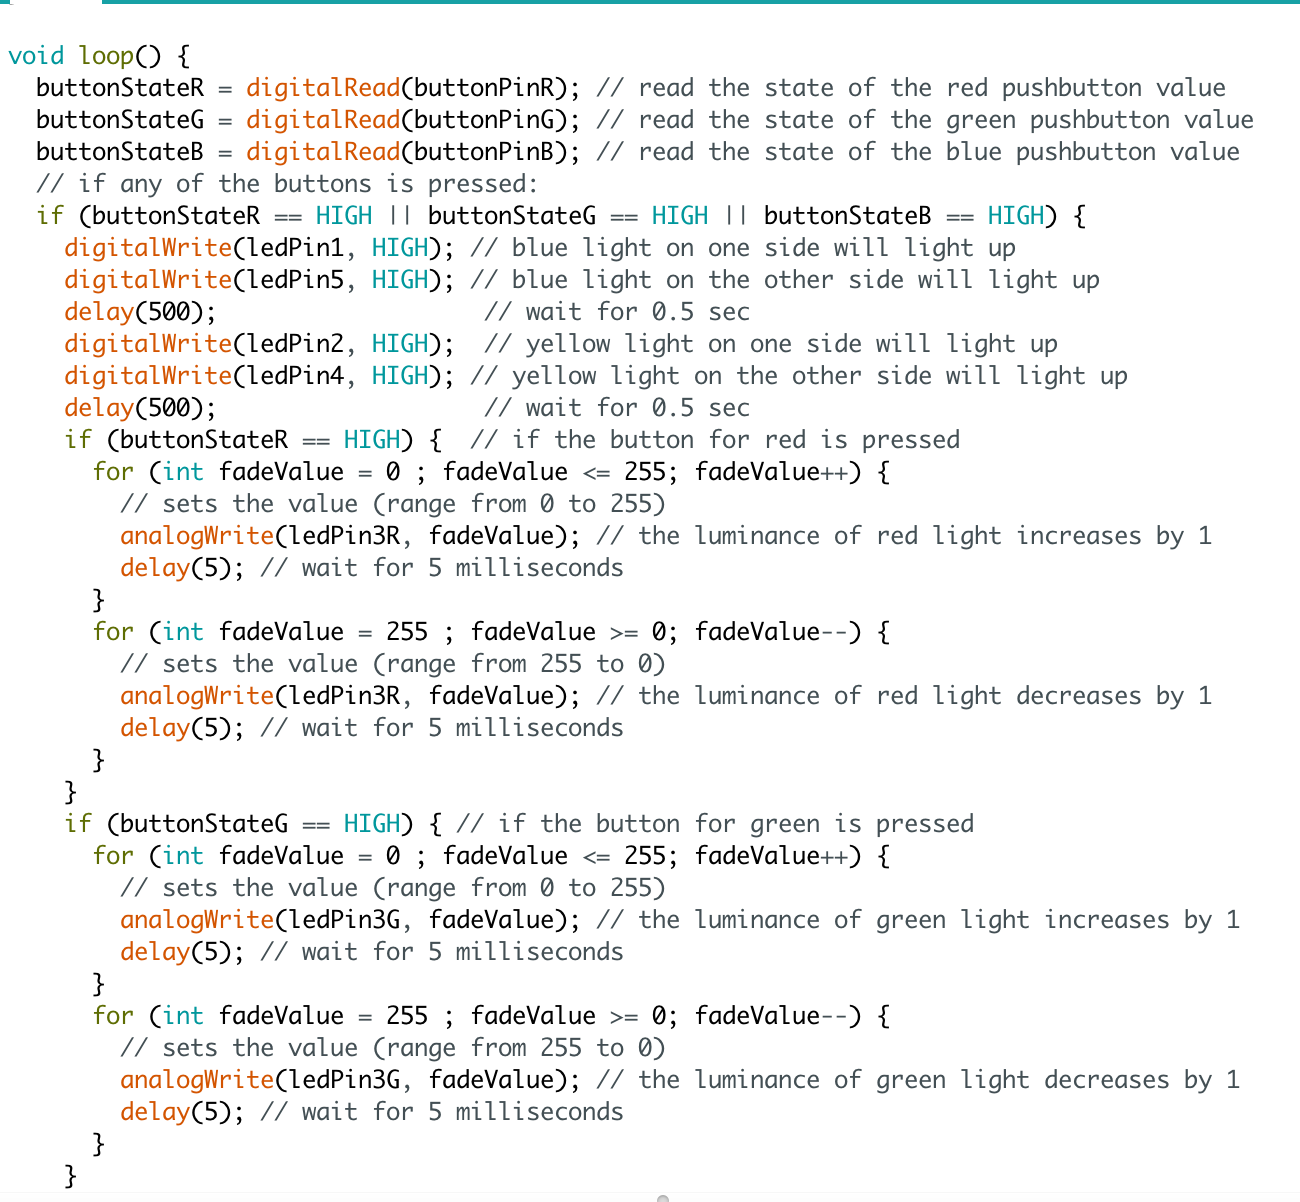 void loop() {
  buttonStateR = digitalRead(buttonPinR); // read the state of the red pushbutton value
  buttonStateG = digitalRead(buttonPinG); // read the state of the green pushbutton value
  buttonStateB = digitalRead(buttonPinB); // read the state of the blue pushbutton value
  // if any of the buttons is pressed:
  if (buttonStateR == HIGH || buttonStateG == HIGH || buttonStateB == HIGH) {
    digitalWrite(ledPin1, HIGH); // blue light on one side will light up
    digitalWrite(ledPin5, HIGH); // blue light on the other side will light up
    delay(500);                   // wait for 0.5 sec
    digitalWrite(ledPin2, HIGH);  // yellow light on one side will light up
    digitalWrite(ledPin4, HIGH); // yellow light on the other side will light up
    delay(500);                   // wait for 0.5 sec
    if (buttonStateR == HIGH) {  // if the button for red is pressed
      for (int fadeValue = 0 ; fadeValue <= 255; fadeValue++) {
        // sets the value (range from 0 to 255)
        analogWrite(ledPin3R, fadeValue); // the luminance of red light increases by 1
        delay(5); // wait for 5 milliseconds
      }
      for (int fadeValue = 255 ; fadeValue >= 0; fadeValue--) {
        // sets the value (range from 255 to 0)
        analogWrite(ledPin3R, fadeValue); // the luminance of red light decreases by 1
        delay(5); // wait for 5 milliseconds
      }
    }
    if (buttonStateG == HIGH) { // if the button for green is pressed
      for (int fadeValue = 0 ; fadeValue <= 255; fadeValue++) {
        // sets the value (range from 0 to 255)
        analogWrite(ledPin3G, fadeValue); // the luminance of green light increases by 1
        delay(5); // wait for 5 milliseconds
      }
      for (int fadeValue = 255 ; fadeValue >= 0; fadeValue--) {
        // sets the value (range from 255 to 0)
        analogWrite(ledPin3G, fadeValue); // the luminance of green light decreases by 1
        delay(5); // wait for 5 milliseconds
      }
    }